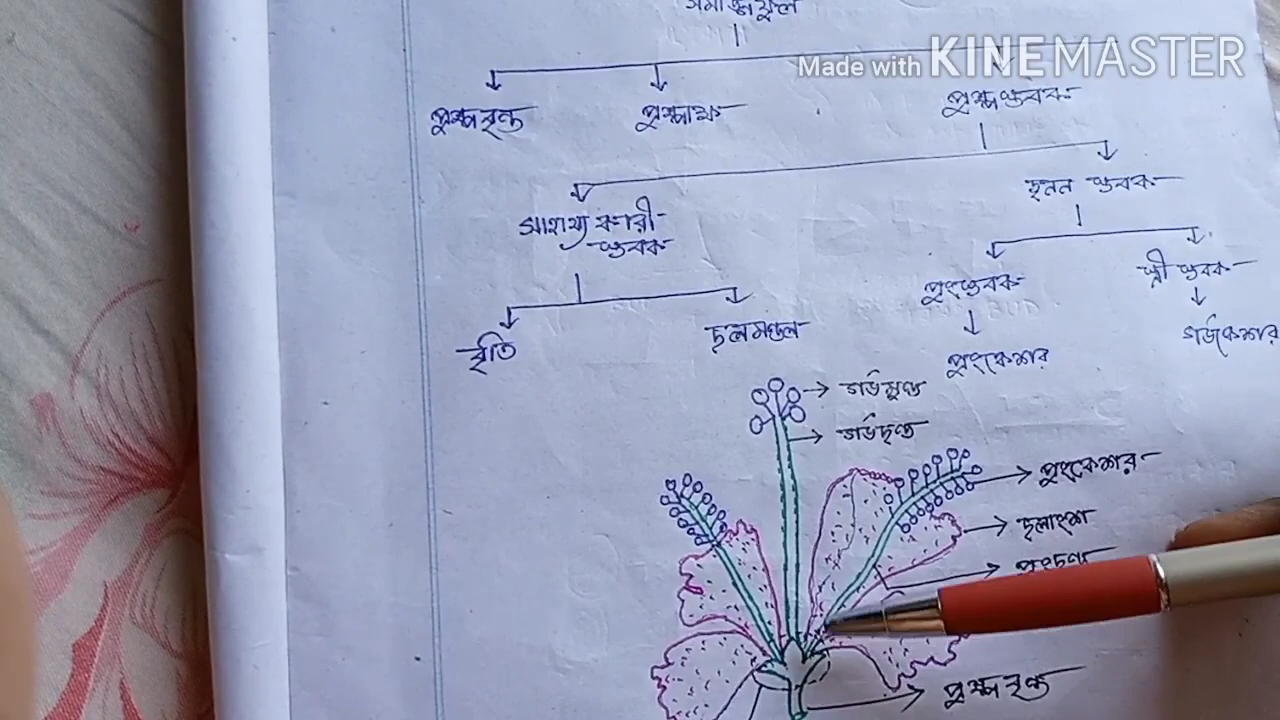 সমাঙ্গফুল
Made with KINEMASTER
পুষ্পবৃন্ত পুষ্পাক্ষ পুষ্পস্তবক
সাহায্যকারী
স্তবক
জনন স্তবক
পুংস্তবক স্ত্রী স্তবক
বৃতি দলমণ্ডল
পুংকেশর গর্ভকেশর
গর্ভমুণ্ড
গর্ভদণ্ড
পুংকেশর
দলাংশ
পুংদণ্ড
পুষ্পবৃন্ত